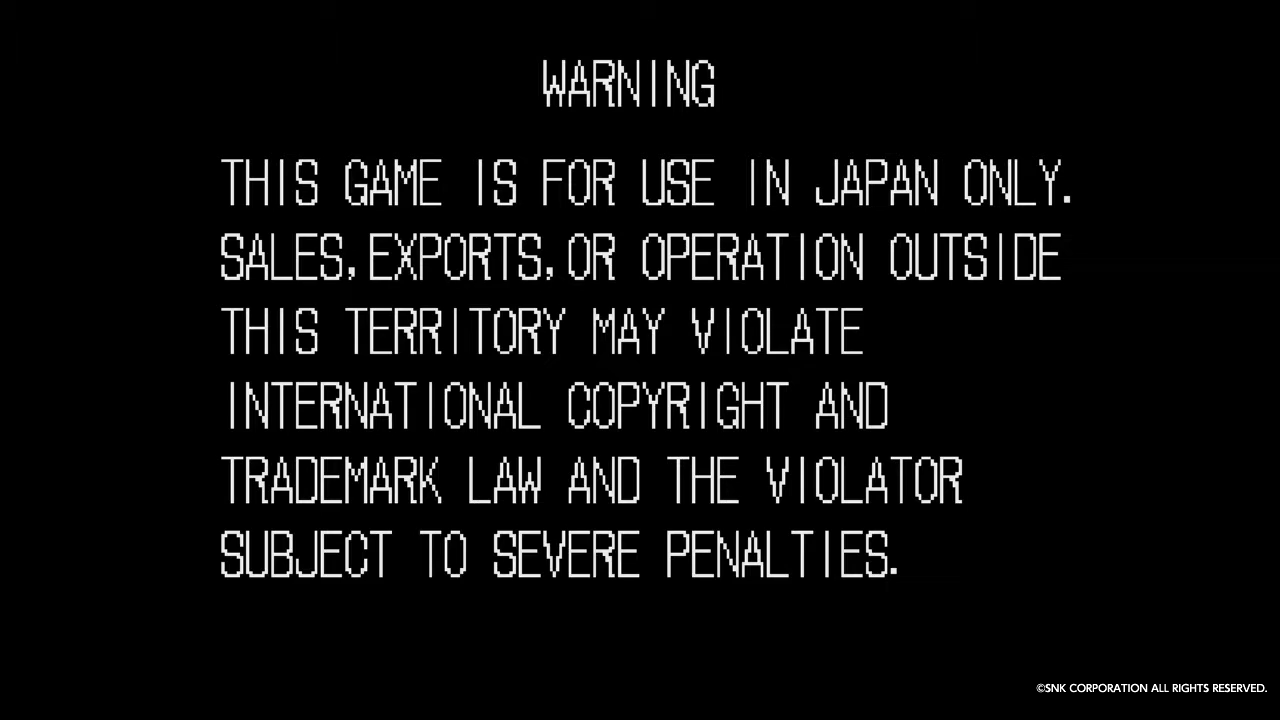 WARNING
THIS GAME IS FOR USE IN JAPAN ONLY.
SALES,EXPORTS,OR OPERATION OUTSIDE
THIS TERRITORY MAY VIOLATE
INTERNATIONAL COPYRIGHT AND
TRADEMARK LAW AND THE VIOLATOR
SUBJECT TO SEVERE PENALTIES.
©SNK CORPORATION ALL RIGHTS RESERVED.